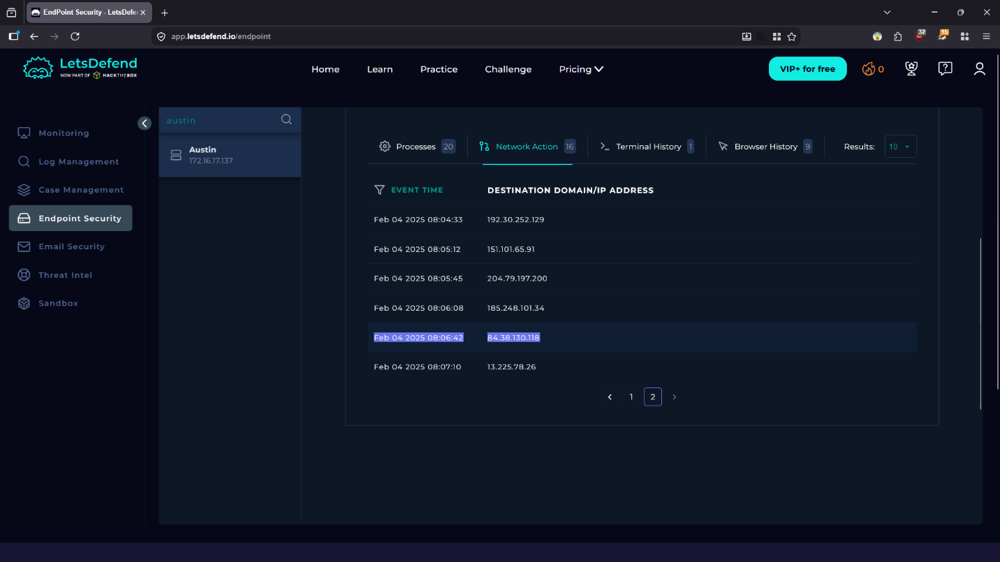 EndPoint Security - LetsDefen
app.letsdefend.io/endpoint
32
15
LetsDefend
NOW PART OF HACKTHEBOX
Home
Learn
Practice
Challenge
Pricing
VIP+ for free
0
Monitoring
Log Management
Case Management
Endpoint Security
Email Security
Threat Intel
Sandbox
austin
Austin
172.16.17.137
Processes 20
Network Action 16
Terminal History 1
Browser History 9
Results: 10
EVENT TIME DESTINATION DOMAIN/IP ADDRESS
Feb 04 2025 08:04:33 192.30.252.129
Feb 04 2025 08:05:12 151.101.65.91
Feb 04 2025 08:05:45 204.79.197.200
Feb 04 2025 08:06:08 185.248.101.34
Feb 04 2025 08:06:42 84.38.130.118
Feb 04 2025 08:07:10 13.225.78.26
1 2